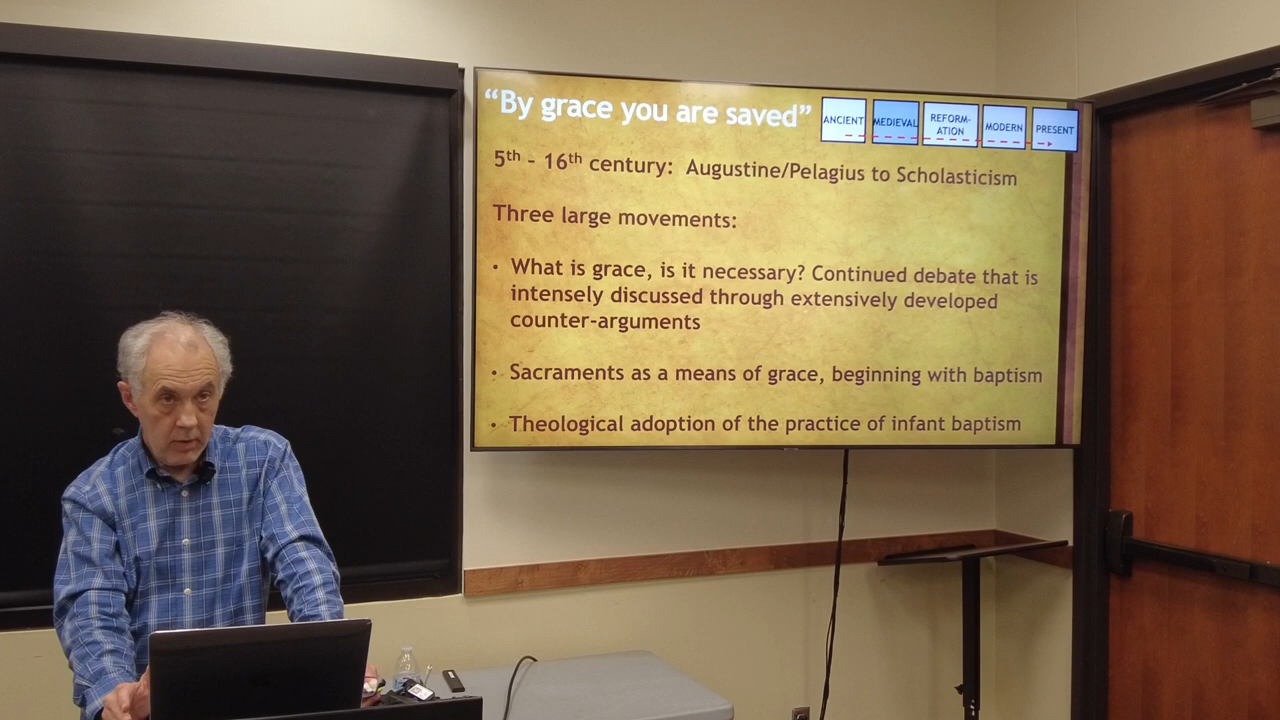 “By grace you are saved”
ANCIENT
MEDIEVAL
REFORM-
ATION
MODERN
PRESENT
5th - 16th century: Augustine/Pelagius to Scholasticism
Three large movements:
• What is grace, is it necessary? Continued debate that is
intensely discussed through extensively developed
counter-arguments
• Sacraments as a means of grace, beginning with baptism
• Theological adoption of the practice of infant baptism